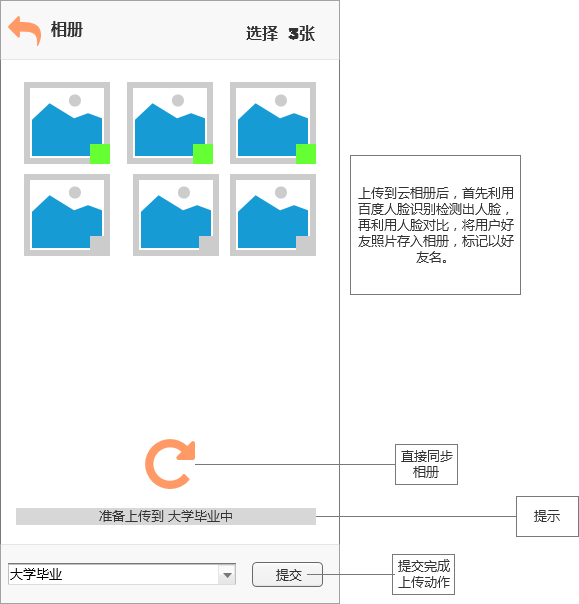 相册
选择 3张
上传到云相册后，首先利用
百度人脸识别检测出人脸，
再利用人脸对比，将用户好
友照片存入相册，标记以好
友名。
直接同步
相册
准备上传到 大学毕业中
提示
大学毕业
提交
提交完成
上传动作